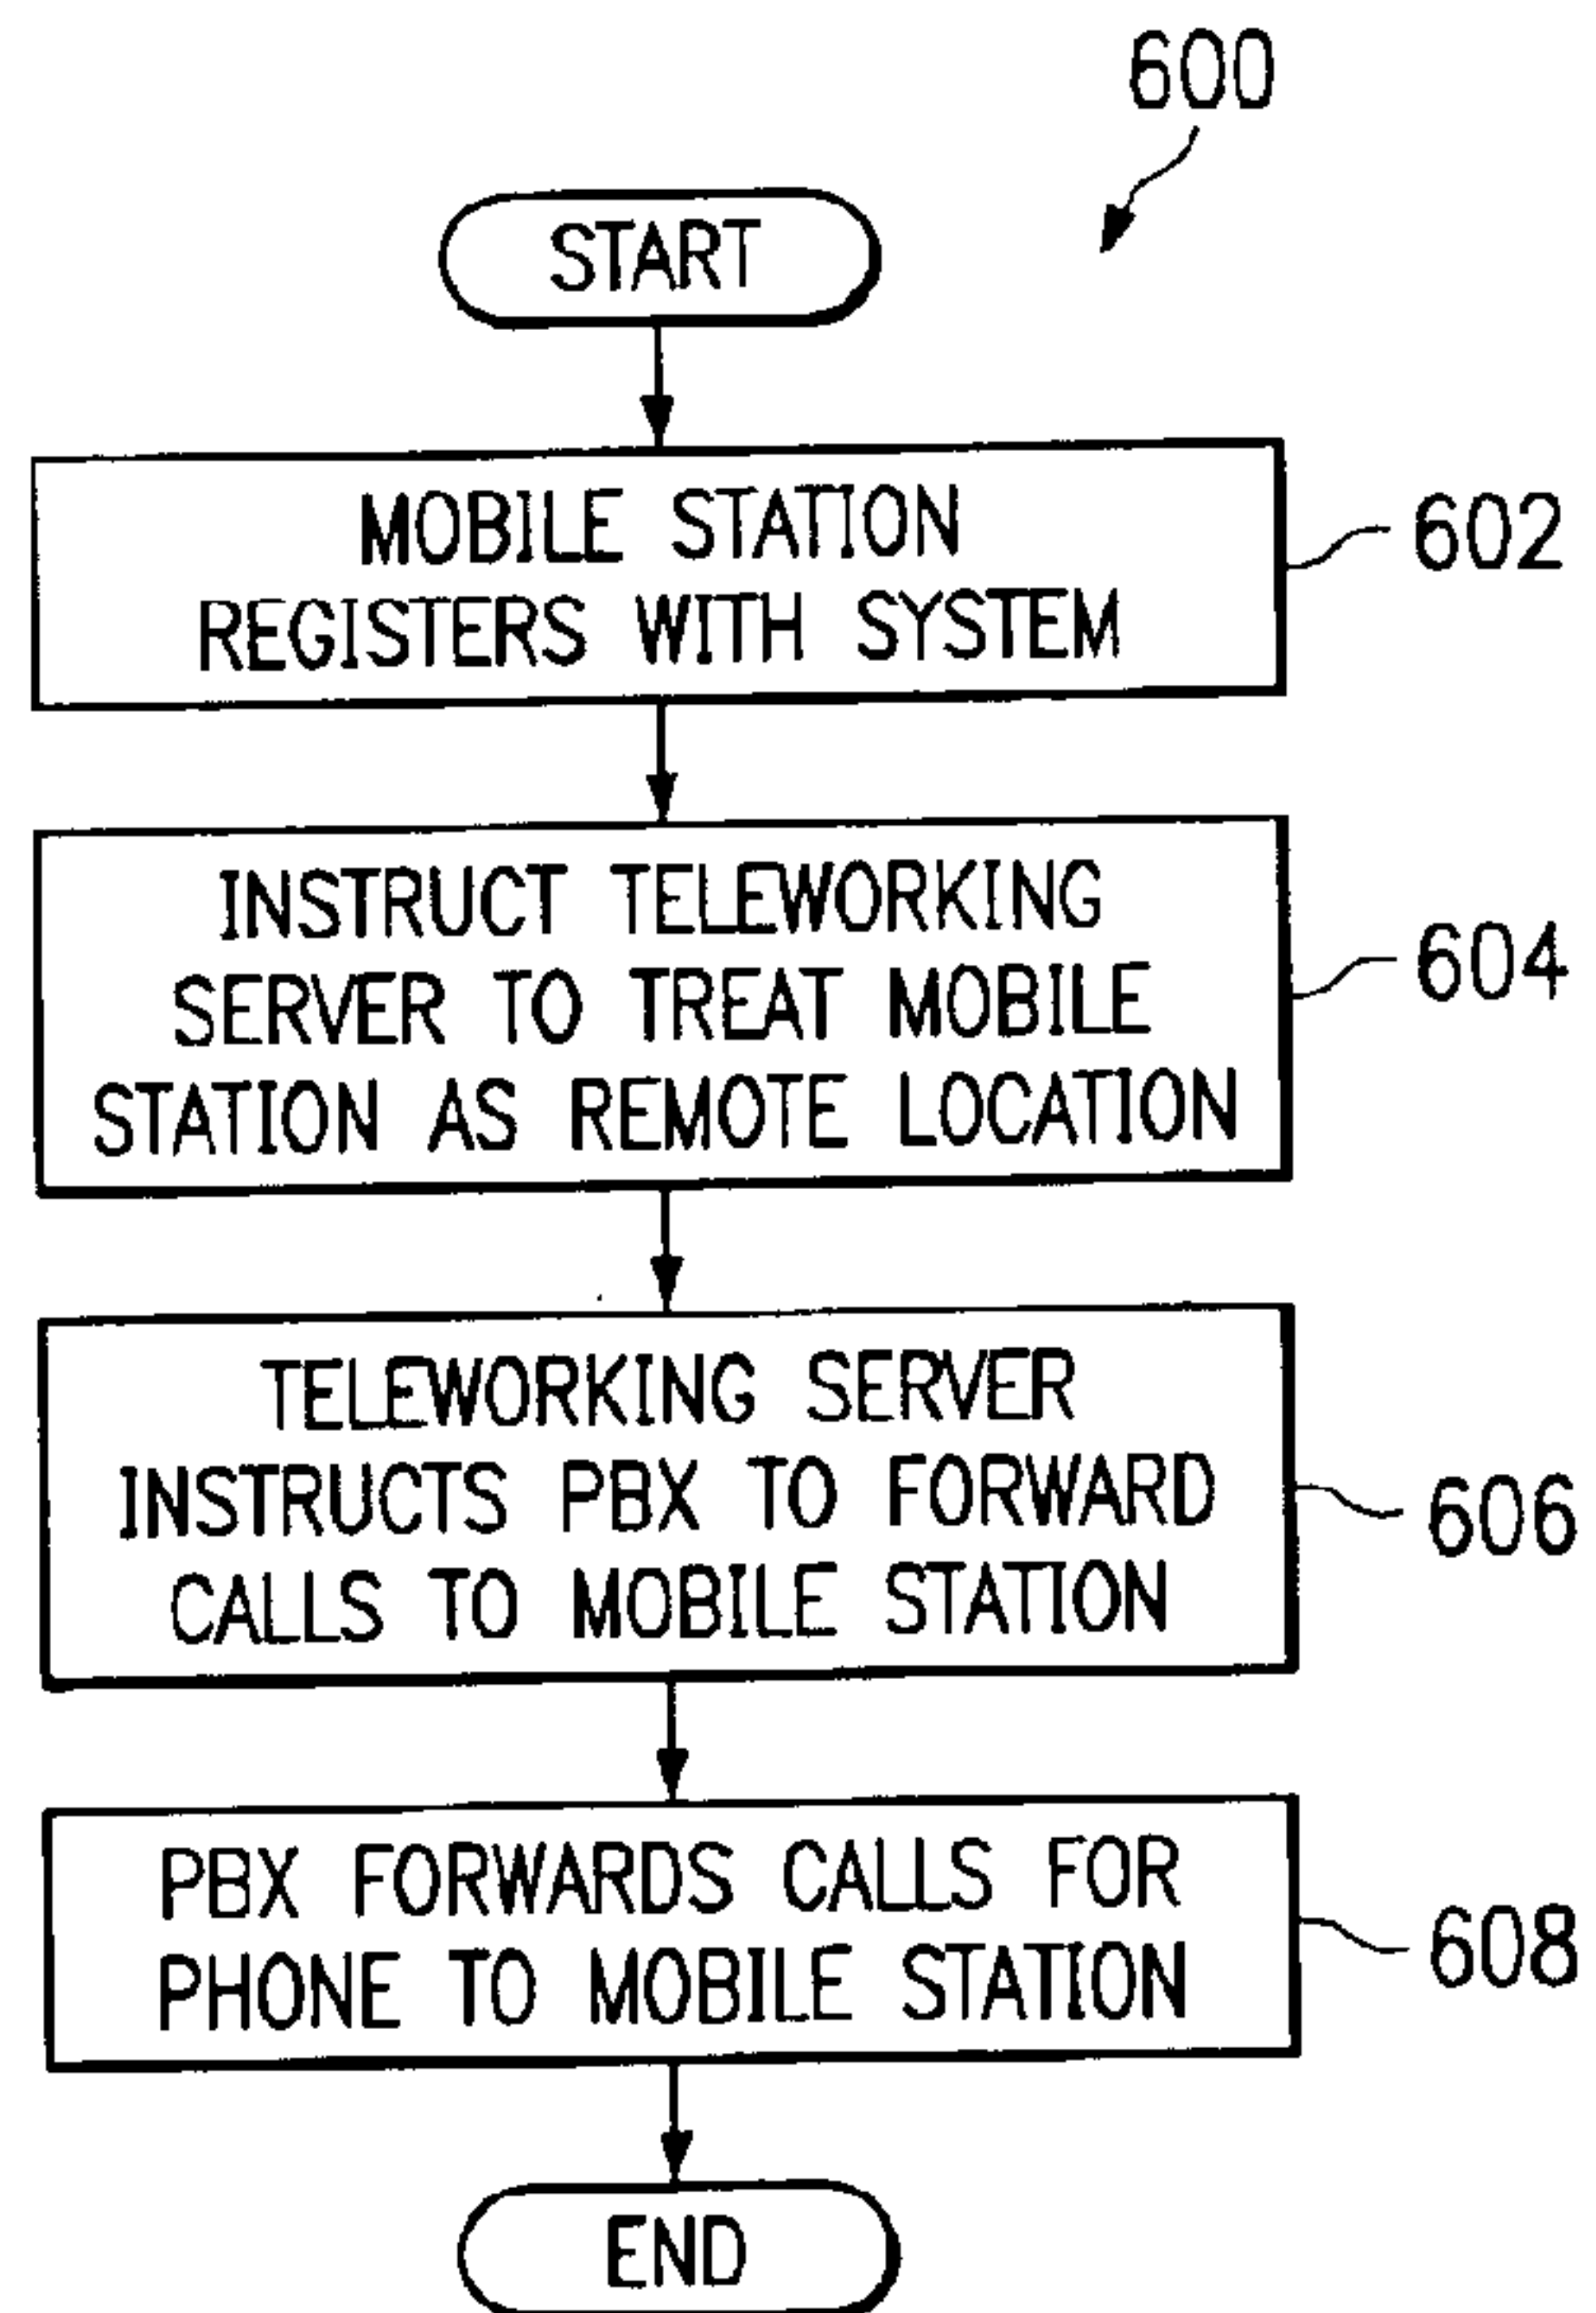 600
START
MOBILE STATION
REGISTERS WITH SYSTEM
602
INSTRUCT TELEWORKING
SERVER TO TREAT MOBILE
STATION AS REMOTE LOCATION
604
TELEWORKING SERVER
INSTRUCTS PBX TO FORWARD
CALLS TO MOBILE STATION
606
PBX FORWARDS CALLS FOR
PHONE TO MOBILE STATION
608
END